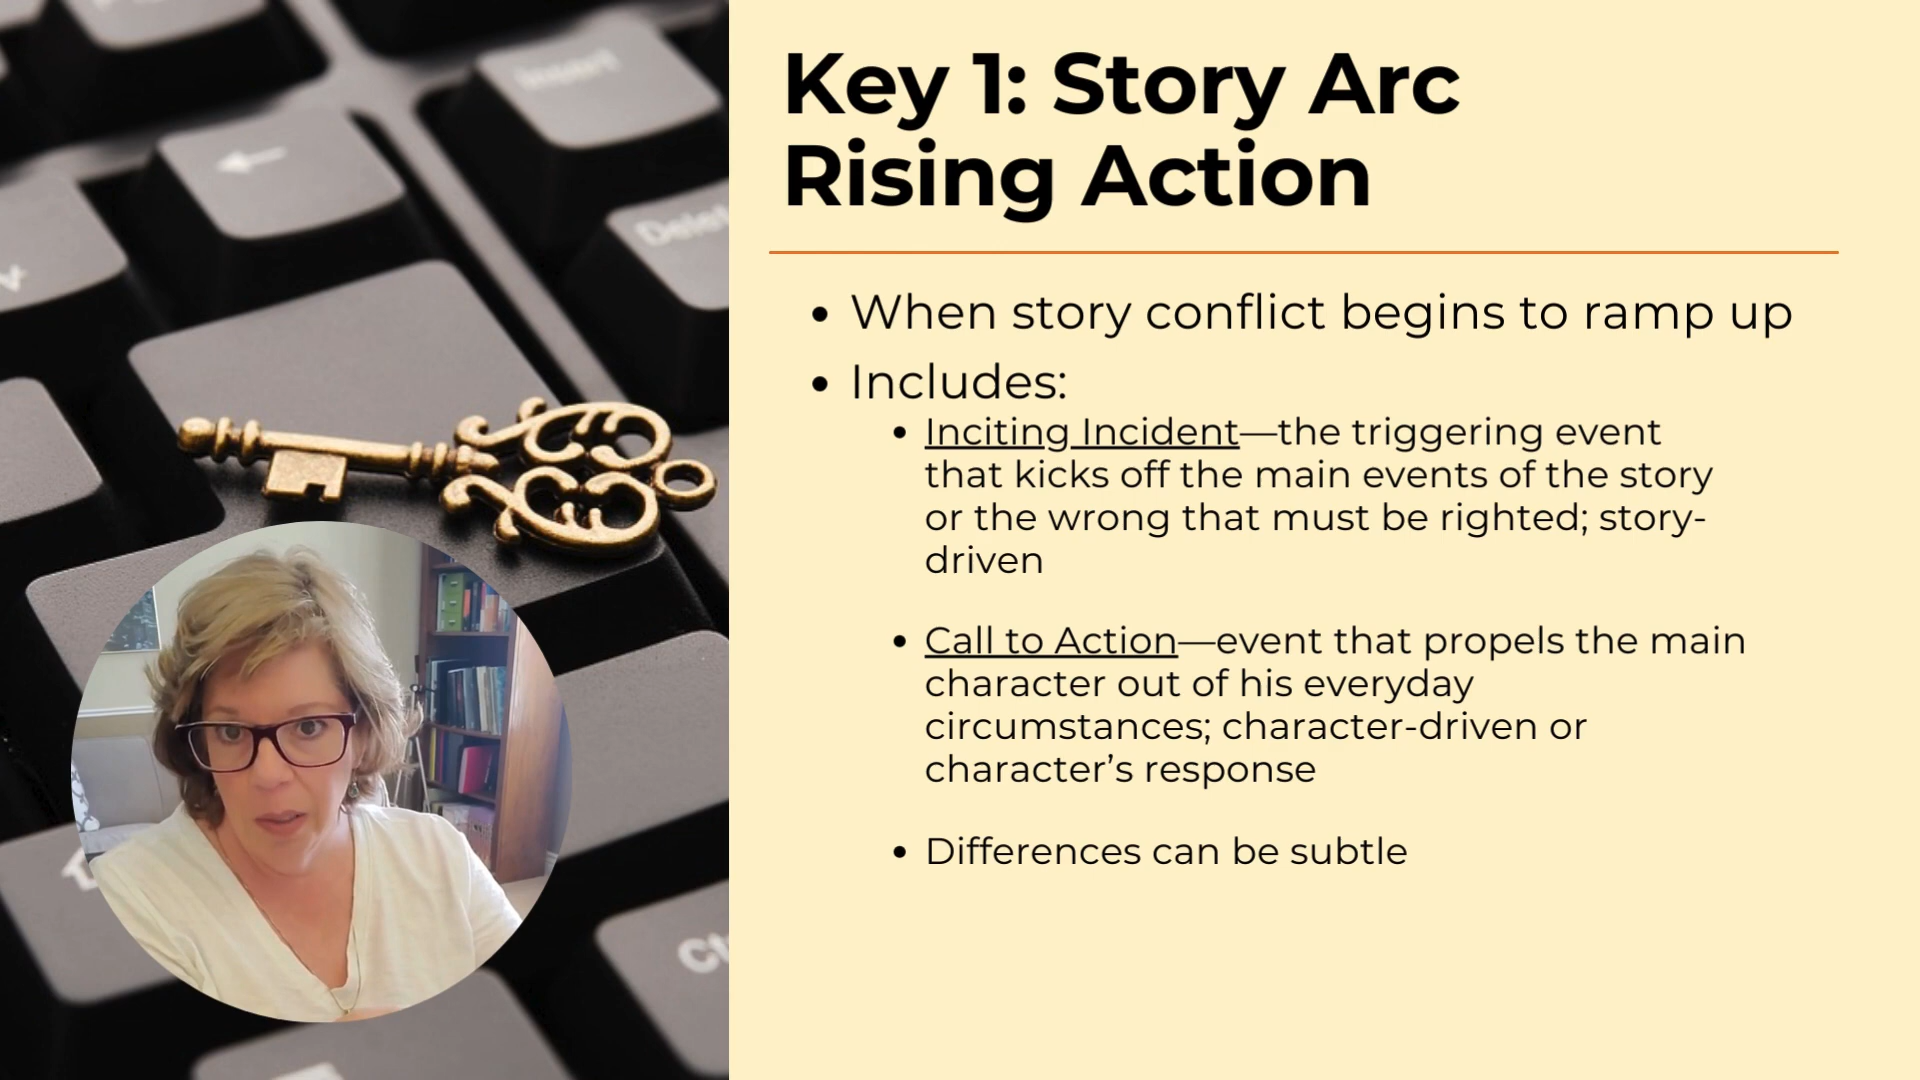 Insert
Delet
Key 1: Story Arc
Rising Action
• When story conflict begins to ramp up
• Includes:
• Inciting Incident—the triggering event
that kicks off the main events of the story
or the wrong that must be righted; story-
driven
• Call to Action—event that propels the main
character out of his everyday
circumstances; character-driven or
character’s response
• Differences can be subtle